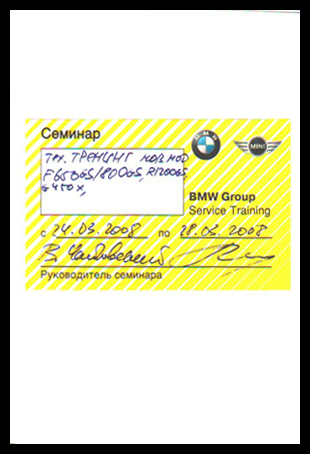 Семинар
BMW
MINI
Тех. ТРЕНИНГ НОВ МОД
F650GS/800GS, R1200GS,
G450X,
BMW Group
Service Training
с 24.03.2008 по 28.03.2008
В.
Руководитель семинара